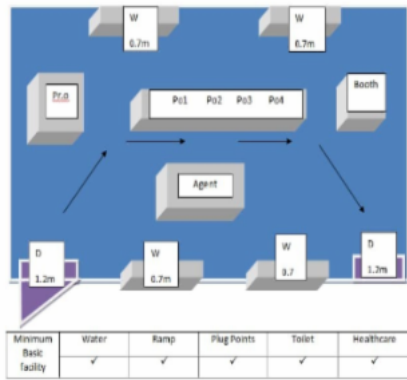 W
0.7m
W
0.7m
Pr.o
Po1 Po2 Po3 Po4
Booth
Agent
D
1.2m
W
0.7m
W
0.7
D
1.2m
Minimum Basic facility Water Ramp Plug Points Toilet Healthcare
✓ ✓ ✓ ✓ ✓